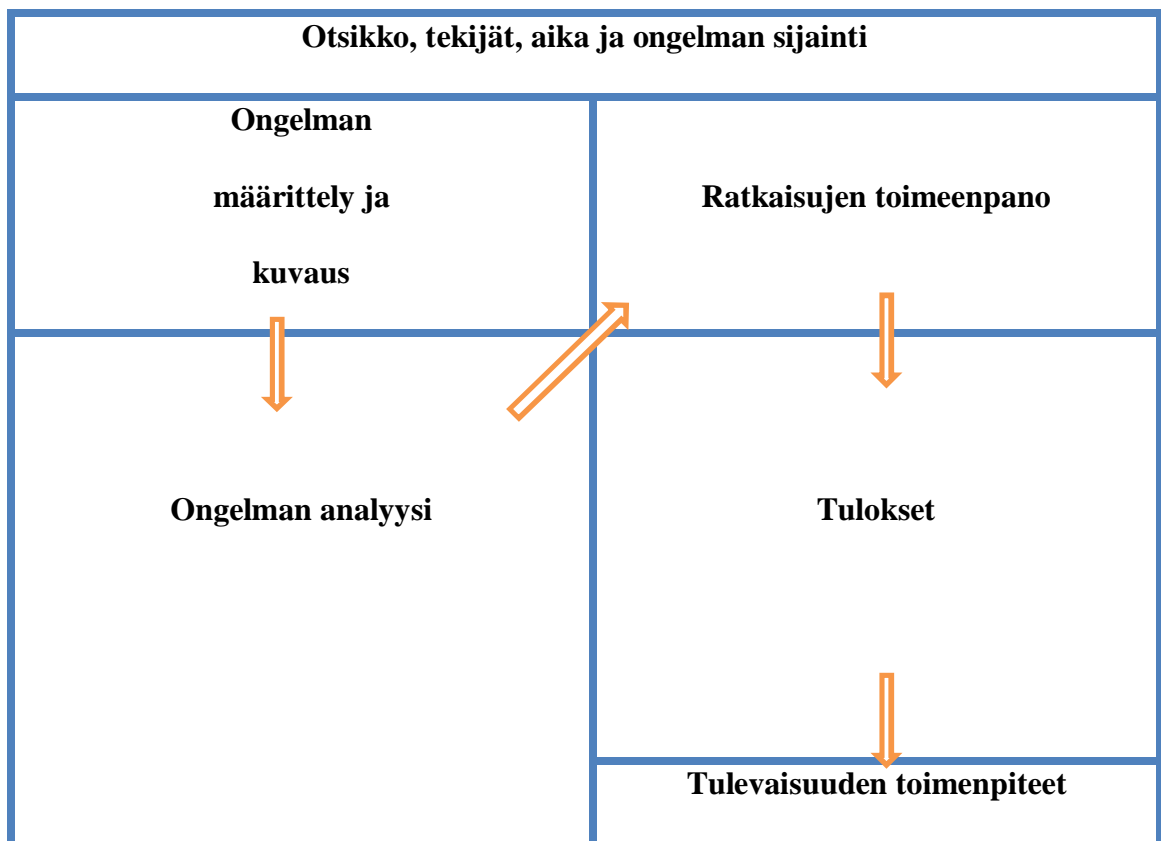 Otsikko, tekijät, aika ja ongelman sijainti
Ongelman
määrittely ja
kuvaus
Ongelman analyysi
Ratkaisujen toimeenpano
Tulokset
Tulevaisuuden toimenpiteet